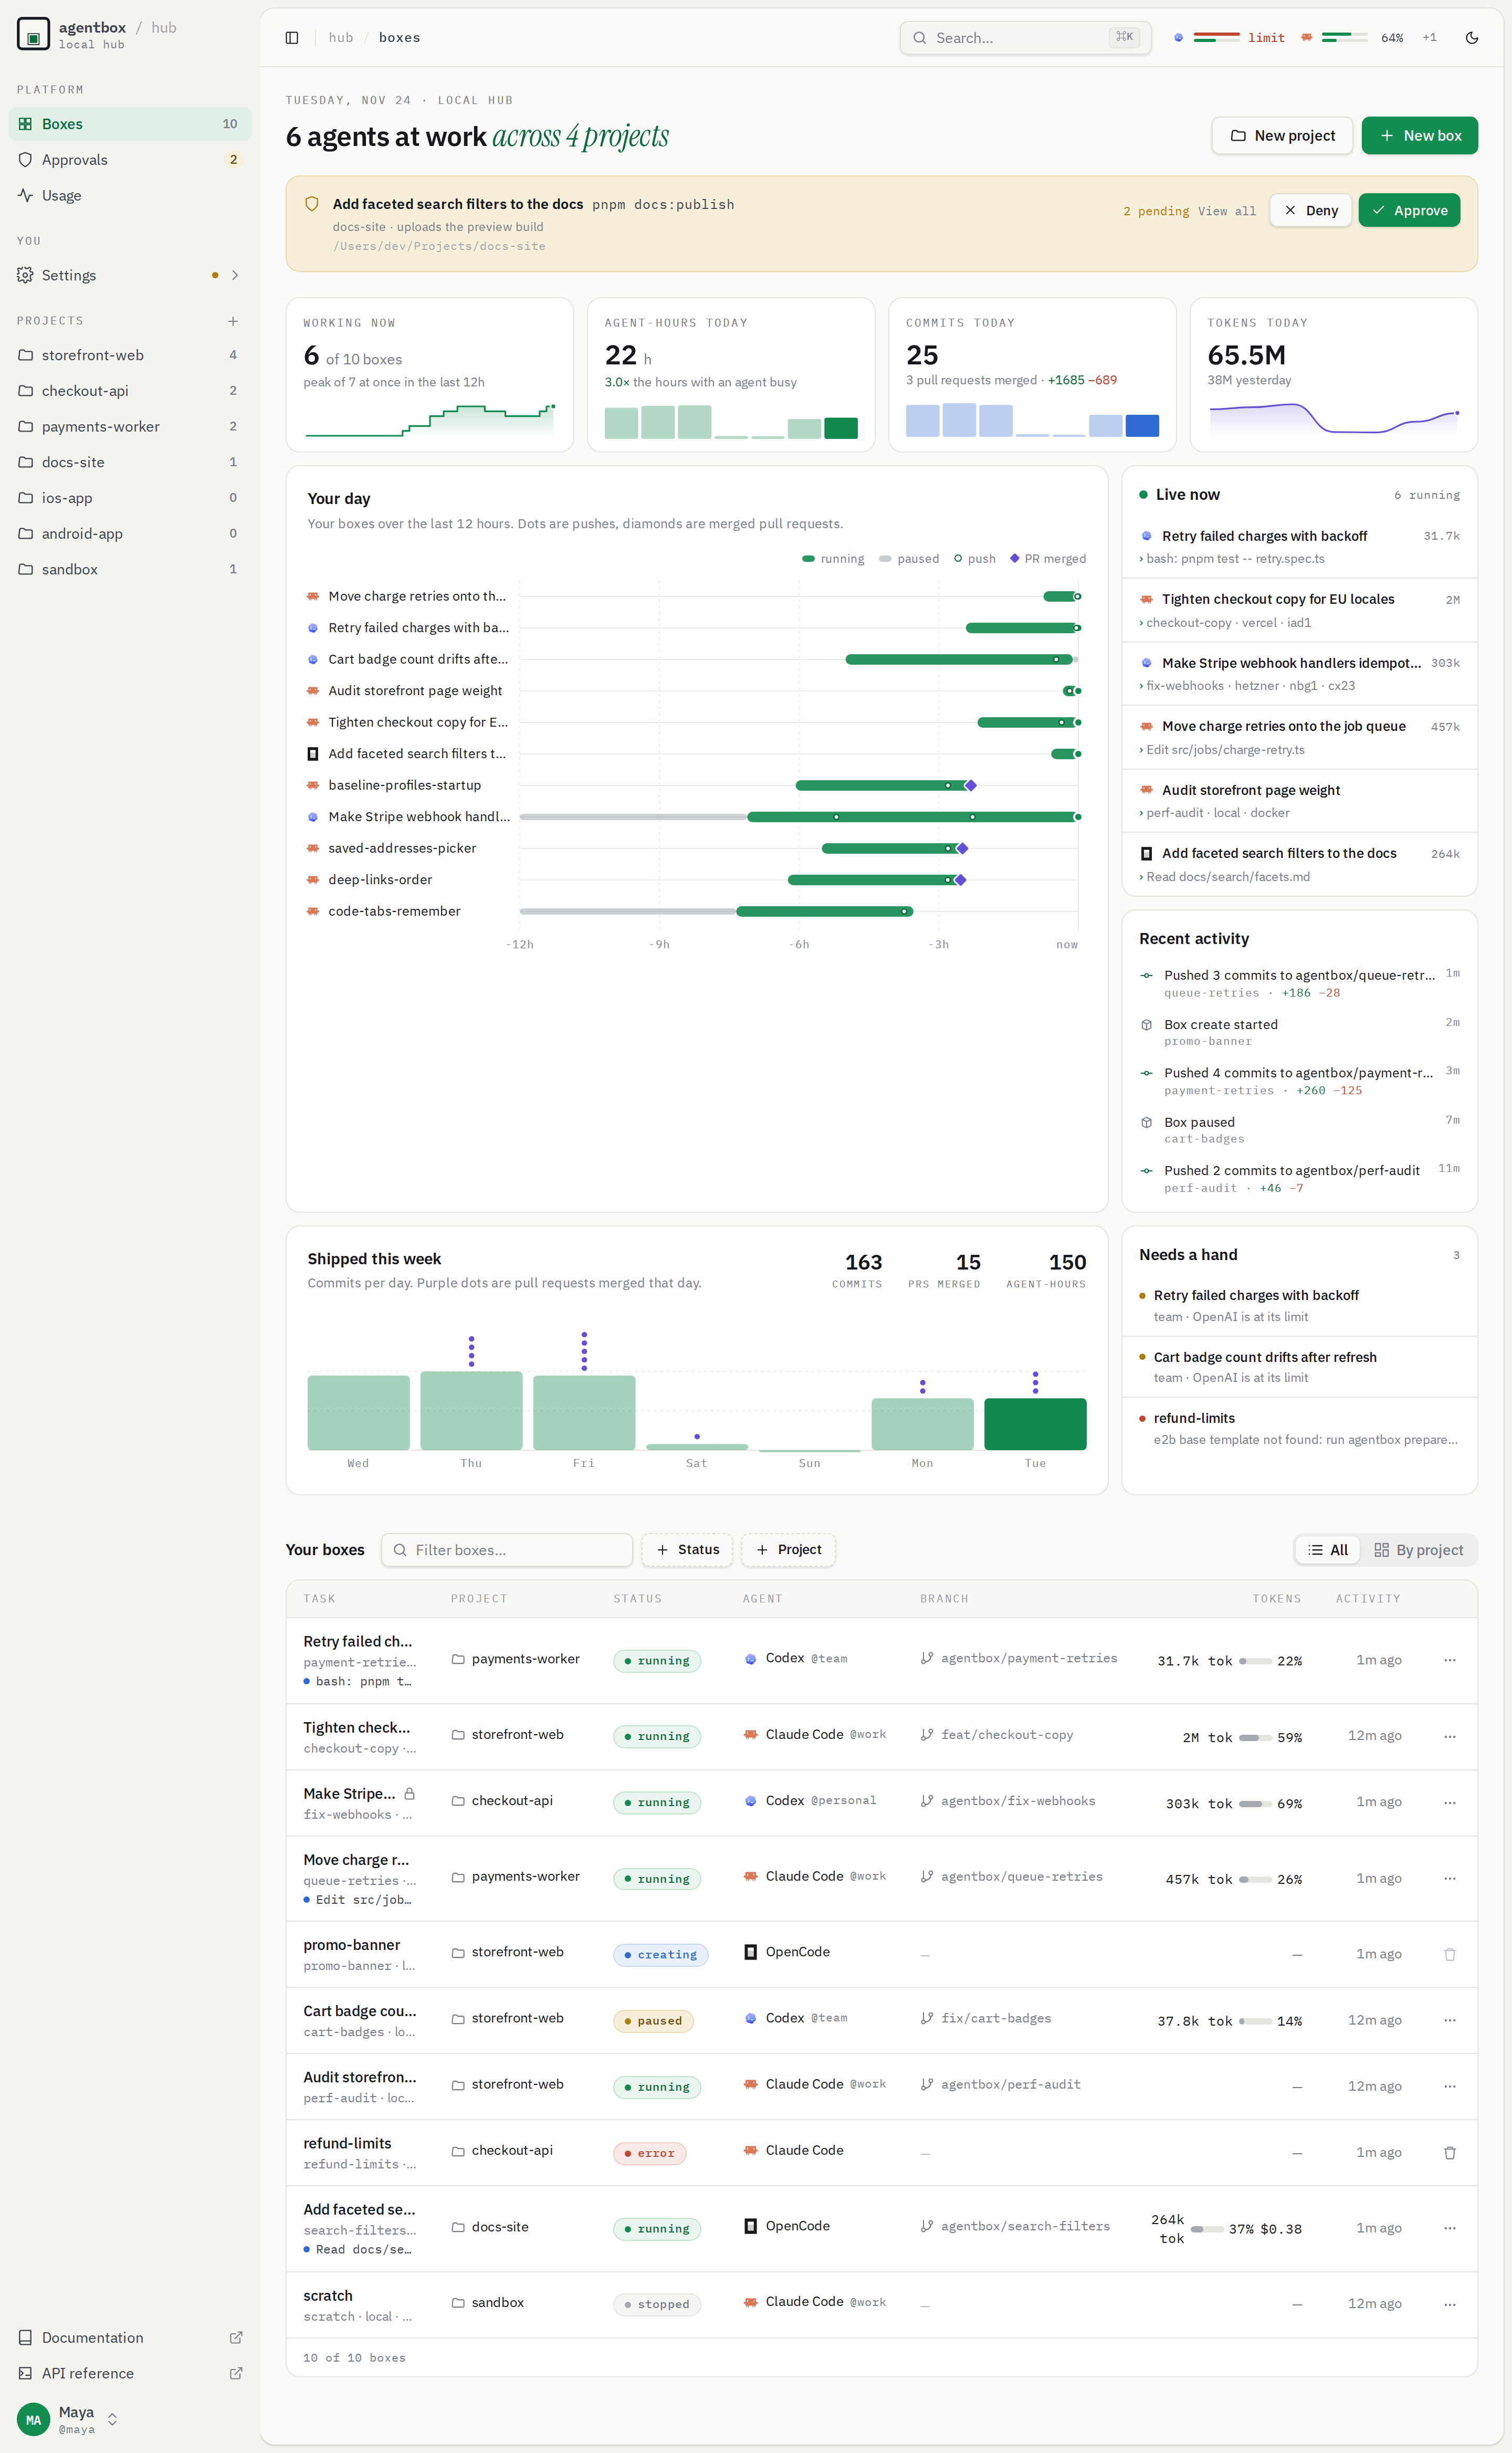 agentbox / hub
local hub
PLATFORM
Boxes 10
Approvals 2
Usage
YOU
Settings
PROJECTS
storefront-web 4
checkout-api 2
payments-worker 2
docs-site 1
ios-app 0
android-app 0
sandbox 1
Documentation
API reference
MA
Maya
@maya
hub / boxes
Search... ⌘K
limit
64%
+1
TUESDAY, NOV 24 · LOCAL HUB
6 agents at work across 4 projects
New project
New box
Add faceted search filters to the docs pnpm docs:publish
docs-site · uploads the preview build
/Users/dev/Projects/docs-site
2 pending View all
Deny
Approve
WORKING NOW
6 of 10 boxes
peak of 7 at once in the last 12h
AGENT-HOURS TODAY
22 h
3.0× the hours with an agent busy
COMMITS TODAY
25
3 pull requests merged · +1685 −689
TOKENS TODAY
65.5M
38M yesterday
Your day
Your boxes over the last 12 hours. Dots are pushes, diamonds are merged pull requests.
running paused push PR merged
Move charge retries onto th...
Retry failed charges with ba...
Cart badge count drifts afte...
Audit storefront page weight
Tighten checkout copy for E...
Add faceted search filters t...
baseline-profiles-startup
Make Stripe webhook handl...
saved-addresses-picker
deep-links-order
code-tabs-remember
-12h -9h -6h -3h now
Live now 6 running
Retry failed charges with backoff 31.7k
› bash: pnpm test -- retry.spec.ts
Tighten checkout copy for EU locales 2M
› checkout-copy · vercel · iad1
Make Stripe webhook handlers idempot... 303k
› fix-webhooks · hetzner · nbg1 · cx23
Move charge retries onto the job queue 457k
› Edit src/jobs/charge-retry.ts
Audit storefront page weight
› perf-audit · local · docker
Add faceted search filters to the docs 264k
› Read docs/search/facets.md
Recent activity
Pushed 3 commits to agentbox/queue-retr... 1m
queue-retries · +186 −28
Box create started 2m
promo-banner
Pushed 4 commits to agentbox/payment-r... 3m
payment-retries · +260 −125
Box paused 7m
cart-badges
Pushed 2 commits to agentbox/perf-audit 11m
perf-audit · +46 −7
Shipped this week
Commits per day. Purple dots are pull requests merged that day.
163 COMMITS
15 PRS MERGED
150 AGENT-HOURS
Wed Thu Fri Sat Sun Mon Tue
Needs a hand 3
Retry failed charges with backoff
team · OpenAI is at its limit
Cart badge count drifts after refresh
team · OpenAI is at its limit
refund-limits
e2b base template not found: run agentbox prepare...
Your boxes
Filter boxes...
+ Status
+ Project
All
By project
TASK PROJECT STATUS AGENT BRANCH TOKENS ACTIVITY
Retry failed ch...
payment-retrie...
bash: pnpm t...
payments-worker running Codex @team agentbox/payment-retries 31.7k tok 22% 1m ago
Tighten check...
checkout-copy ·...
storefront-web running Claude Code @work feat/checkout-copy 2M tok 59% 12m ago
Make Stripe...
fix-webhooks · ...
checkout-api running Codex @personal agentbox/fix-webhooks 303k tok 69% 1m ago
Move charge r...
queue-retries ·...
Edit src/job...
payments-worker running Claude Code @work agentbox/queue-retries 457k tok 26% 1m ago
promo-banner
promo-banner · l...
storefront-web creating OpenCode — — 1m ago
Cart badge cou...
cart-badges · lo...
storefront-web paused Codex @team fix/cart-badges 37.8k tok 14% 12m ago
Audit storefron...
perf-audit · loc...
storefront-web running Claude Code @work agentbox/perf-audit — 12m ago
refund-limits
refund-limits ·...
checkout-api error Claude Code — — 1m ago
Add faceted se...
search-filters...
Read docs/se...
docs-site running OpenCode agentbox/search-filters 264k tok 37% $0.38 1m ago
scratch
scratch · local · ...
sandbox stopped Claude Code @work — — 12m ago
10 of 10 boxes